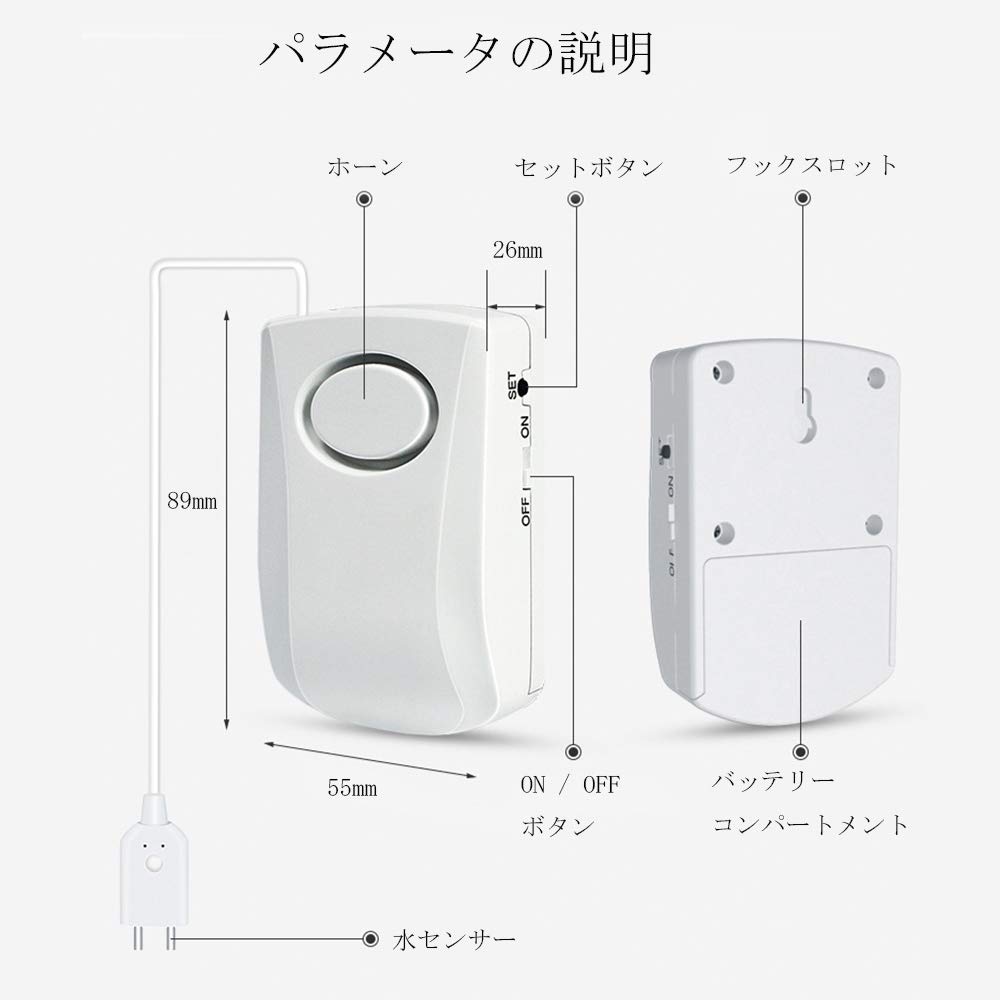 パラメータの説明
ホーン
セットボタン
フックスロット
26mm
SET
ON
OFF
89mm
SET
ON
OFF
55mm
ON / OFF
ボタン
バッテリー
コンパートメント
水センサー